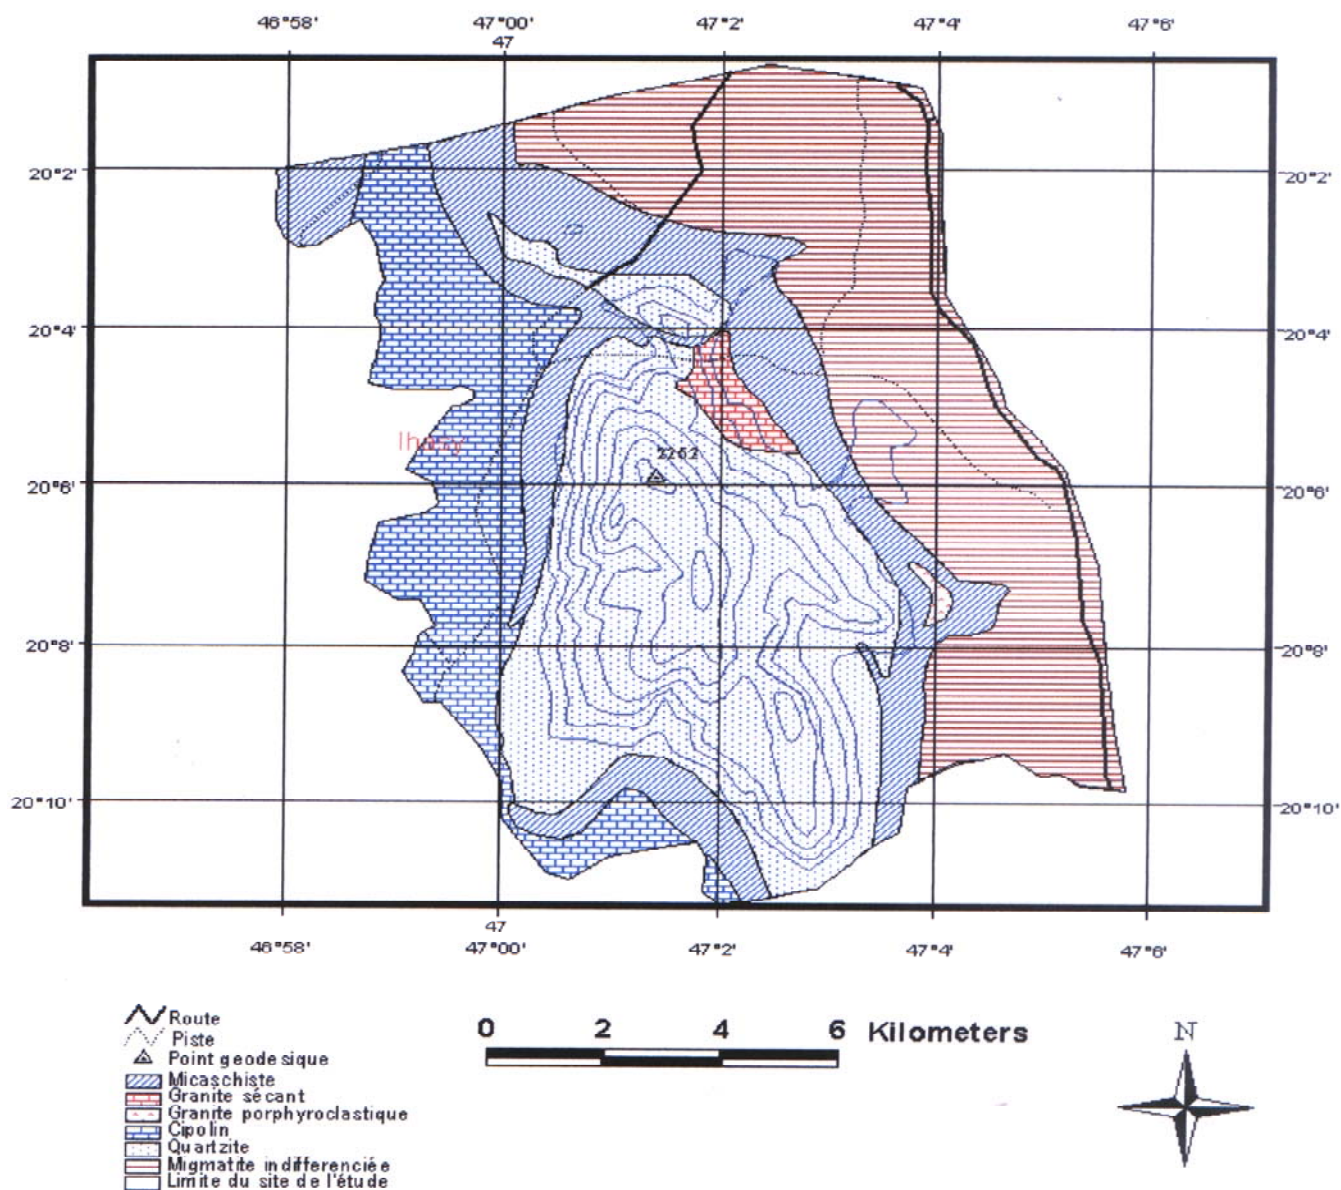 46°58' 47°00' 47°2' 47°4' 47°6'
47
20°2' 20°2'
20°4' 20°4'
2262
20°6' 20°6'
20°8' 20°8'
20°10' 20°10'
47
46°58' 47°00' 47°2' 47°4' 47°6'
Route
Piste
Point geodesique
Micaschiste
Granite sécant
Granite porphyroclastique
Cipolin
Quartzite
Migmatite indifferenciée
Limite du site de l'étude
0 2 4 6 Kilometers
N